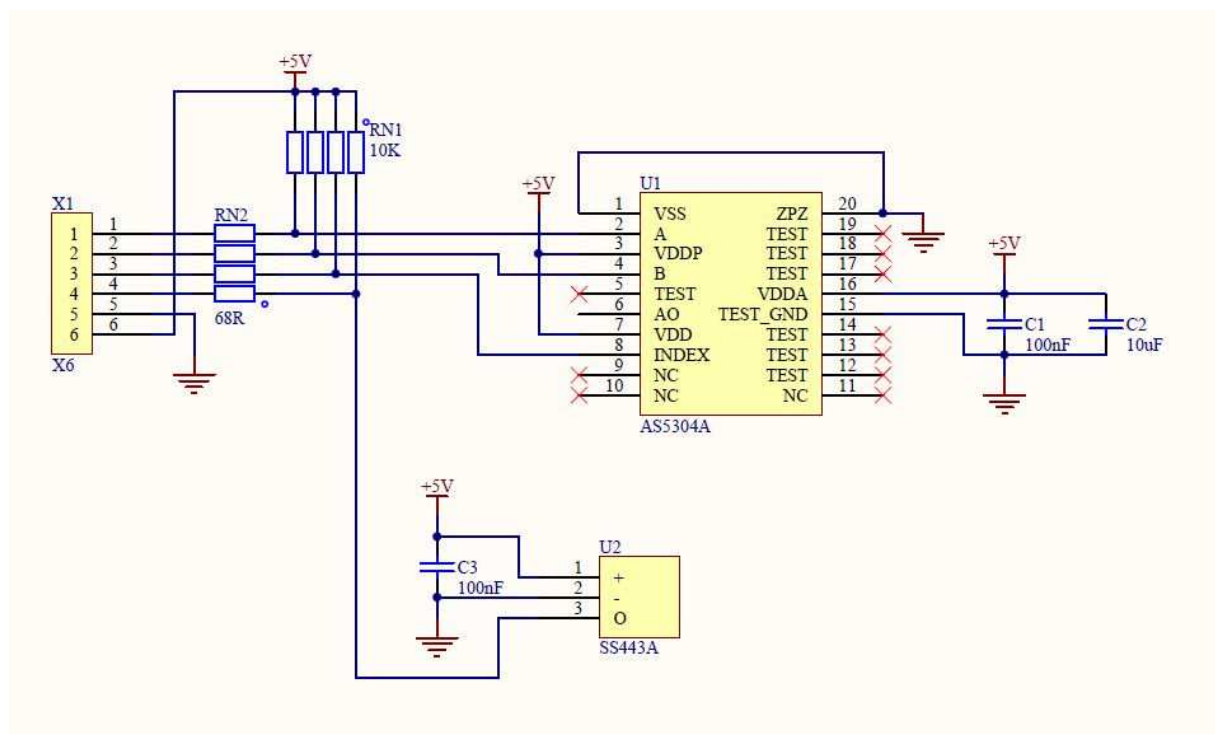 +5V
RN1
10K
X1
1
2
3
4
5
6
1
2
3
4
5
6
X6
RN2
68R
+5V
U1
1 VSS ZPZ 20
2 A TEST 19
3 VDDP TEST 18
4 B TEST 17
5 TEST VDDA 16
6 AO TEST_GND 15
7 VDD TEST 14
8 INDEX TEST 13
9 NC TEST 12
10 NC NC 11
AS5304A
+5V
C1
100nF
C2
10uF
+5V
C3
100nF
U2
1 +
2 -
3 O
SS443A